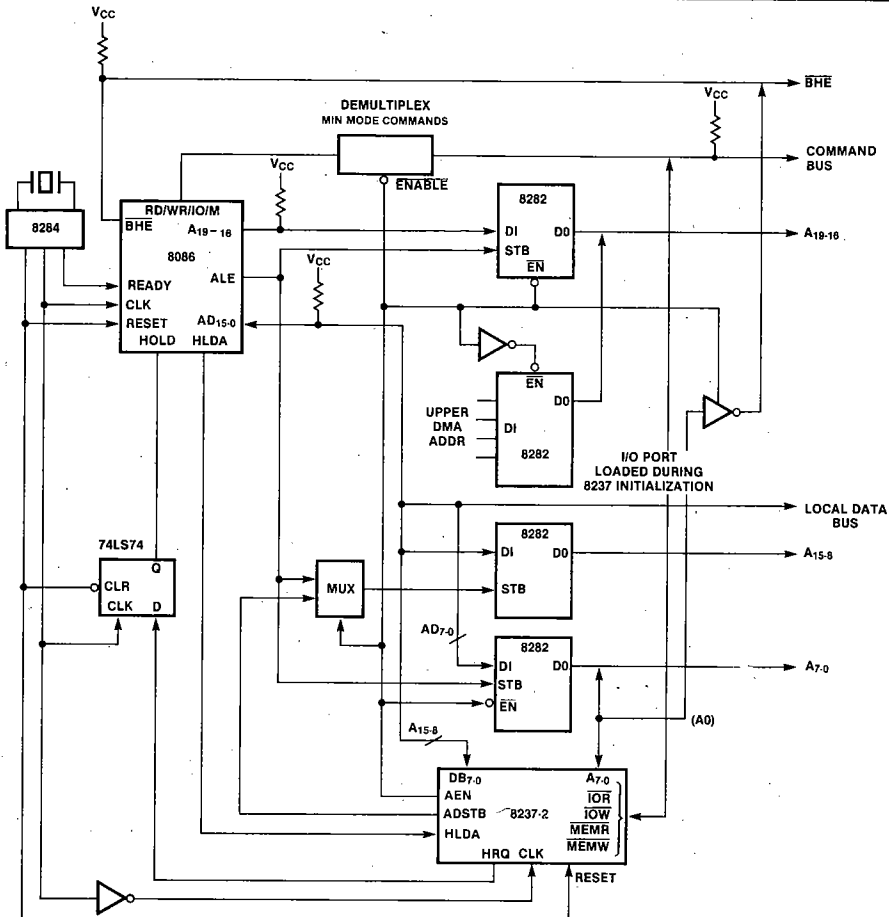 VCC
BHE
DEMULTIPLEX
MIN MODE COMMANDS
VCC
COMMAND
BUS
VCC
ENABLE
8284
RD/WR/IO/M
BHE
A19-16
8086
ALE
READY
CLK
RESET
AD15-0
HOLD
HLDA
VCC
8282
DI
D0
STB
EN
A19-16
EN
D0
DI
8282
UPPER
DMA
ADDR
I/O PORT
LOADED DURING
8237 INITIALIZATION
LOCAL DATA
BUS
74LS74
Q
CLR
CLK
D
MUX
8282
DI
D0
STB
A15-8
AD7-0
8282
DI
D0
STB
EN
A7-0
(A0)
A15-8
DB7-0
A7-0
AEN
ADSTB
8237-2
HLDA
HRQ
CLK
IOR
IOW
MEMR
MEMW
RESET